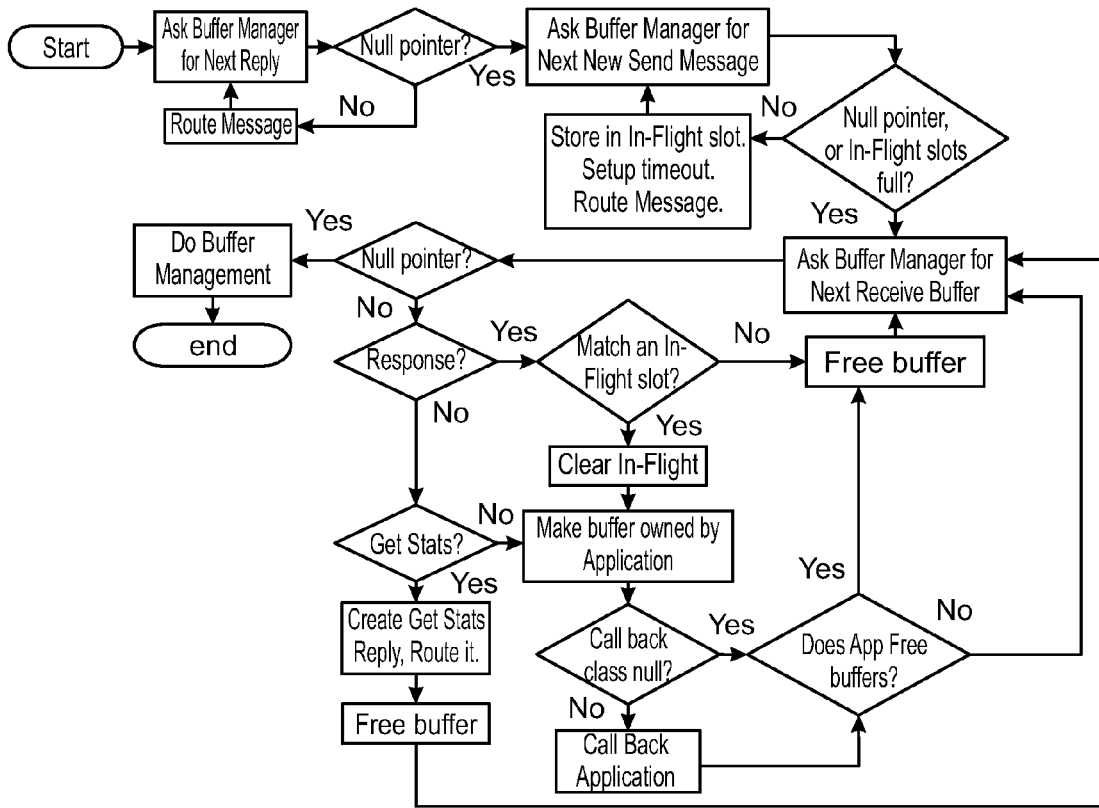 Start
Ask Buffer Manager
for Next Reply
Null pointer?
Yes
No
Route Message
Ask Buffer Manager for
Next New Send Message
Null pointer,
or In-Flight slots
full?
No
Yes
Store in In-Flight slot.
Setup timeout.
Route Message.
Ask Buffer Manager for
Next Receive Buffer
Null pointer?
Yes
No
Do Buffer
Management
end
Response?
Yes
No
Match an In-
Flight slot?
No
Yes
Free buffer
Clear In-Flight
Get Stats?
No
Yes
Make buffer owned by
Application
Create Get Stats
Reply, Route it.
Free buffer
Call back
class null?
Yes
No
Does App Free
buffers?
Yes
No
Call Back
Application